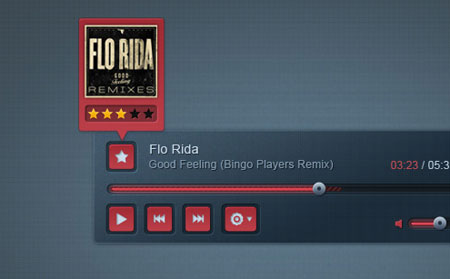 FLO RIDA
GOOD
Feeling
REMIXES
Flo Rida
Good Feeling (Bingo Players Remix)
03:23 / 05:3